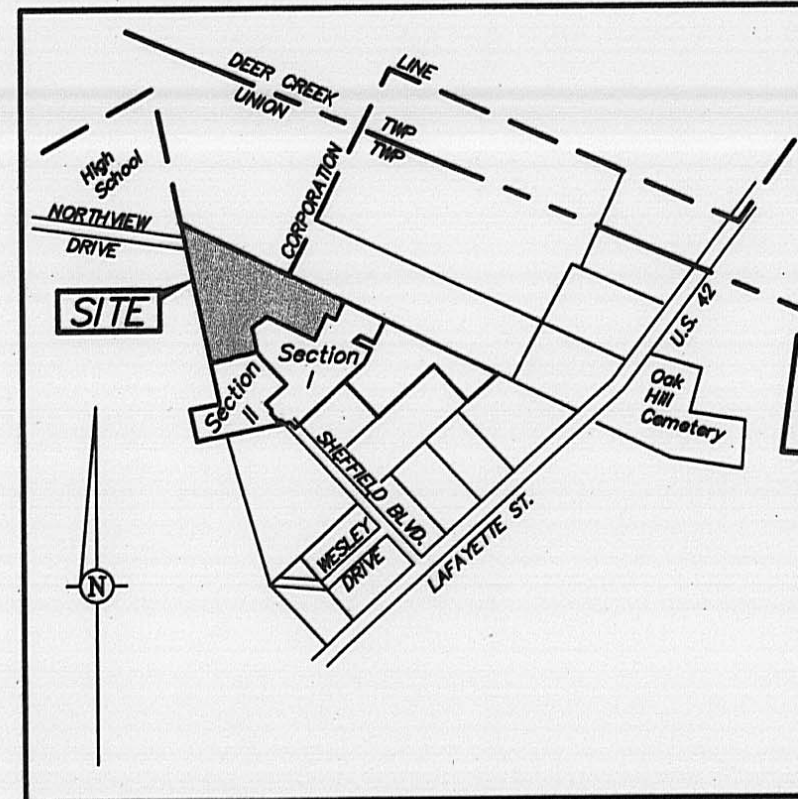 DEER CREEK
UNION
LINE
TWP
TWP
CORPORATION
High
School
NORTHVIEW
DRIVE
SITE
U.S. 42
Section
I
Section
II
Oak
Hill
Cemetery
SHEFFIELD BLVD.
LAFAYETTE ST.
WESLEY
DRIVE
N